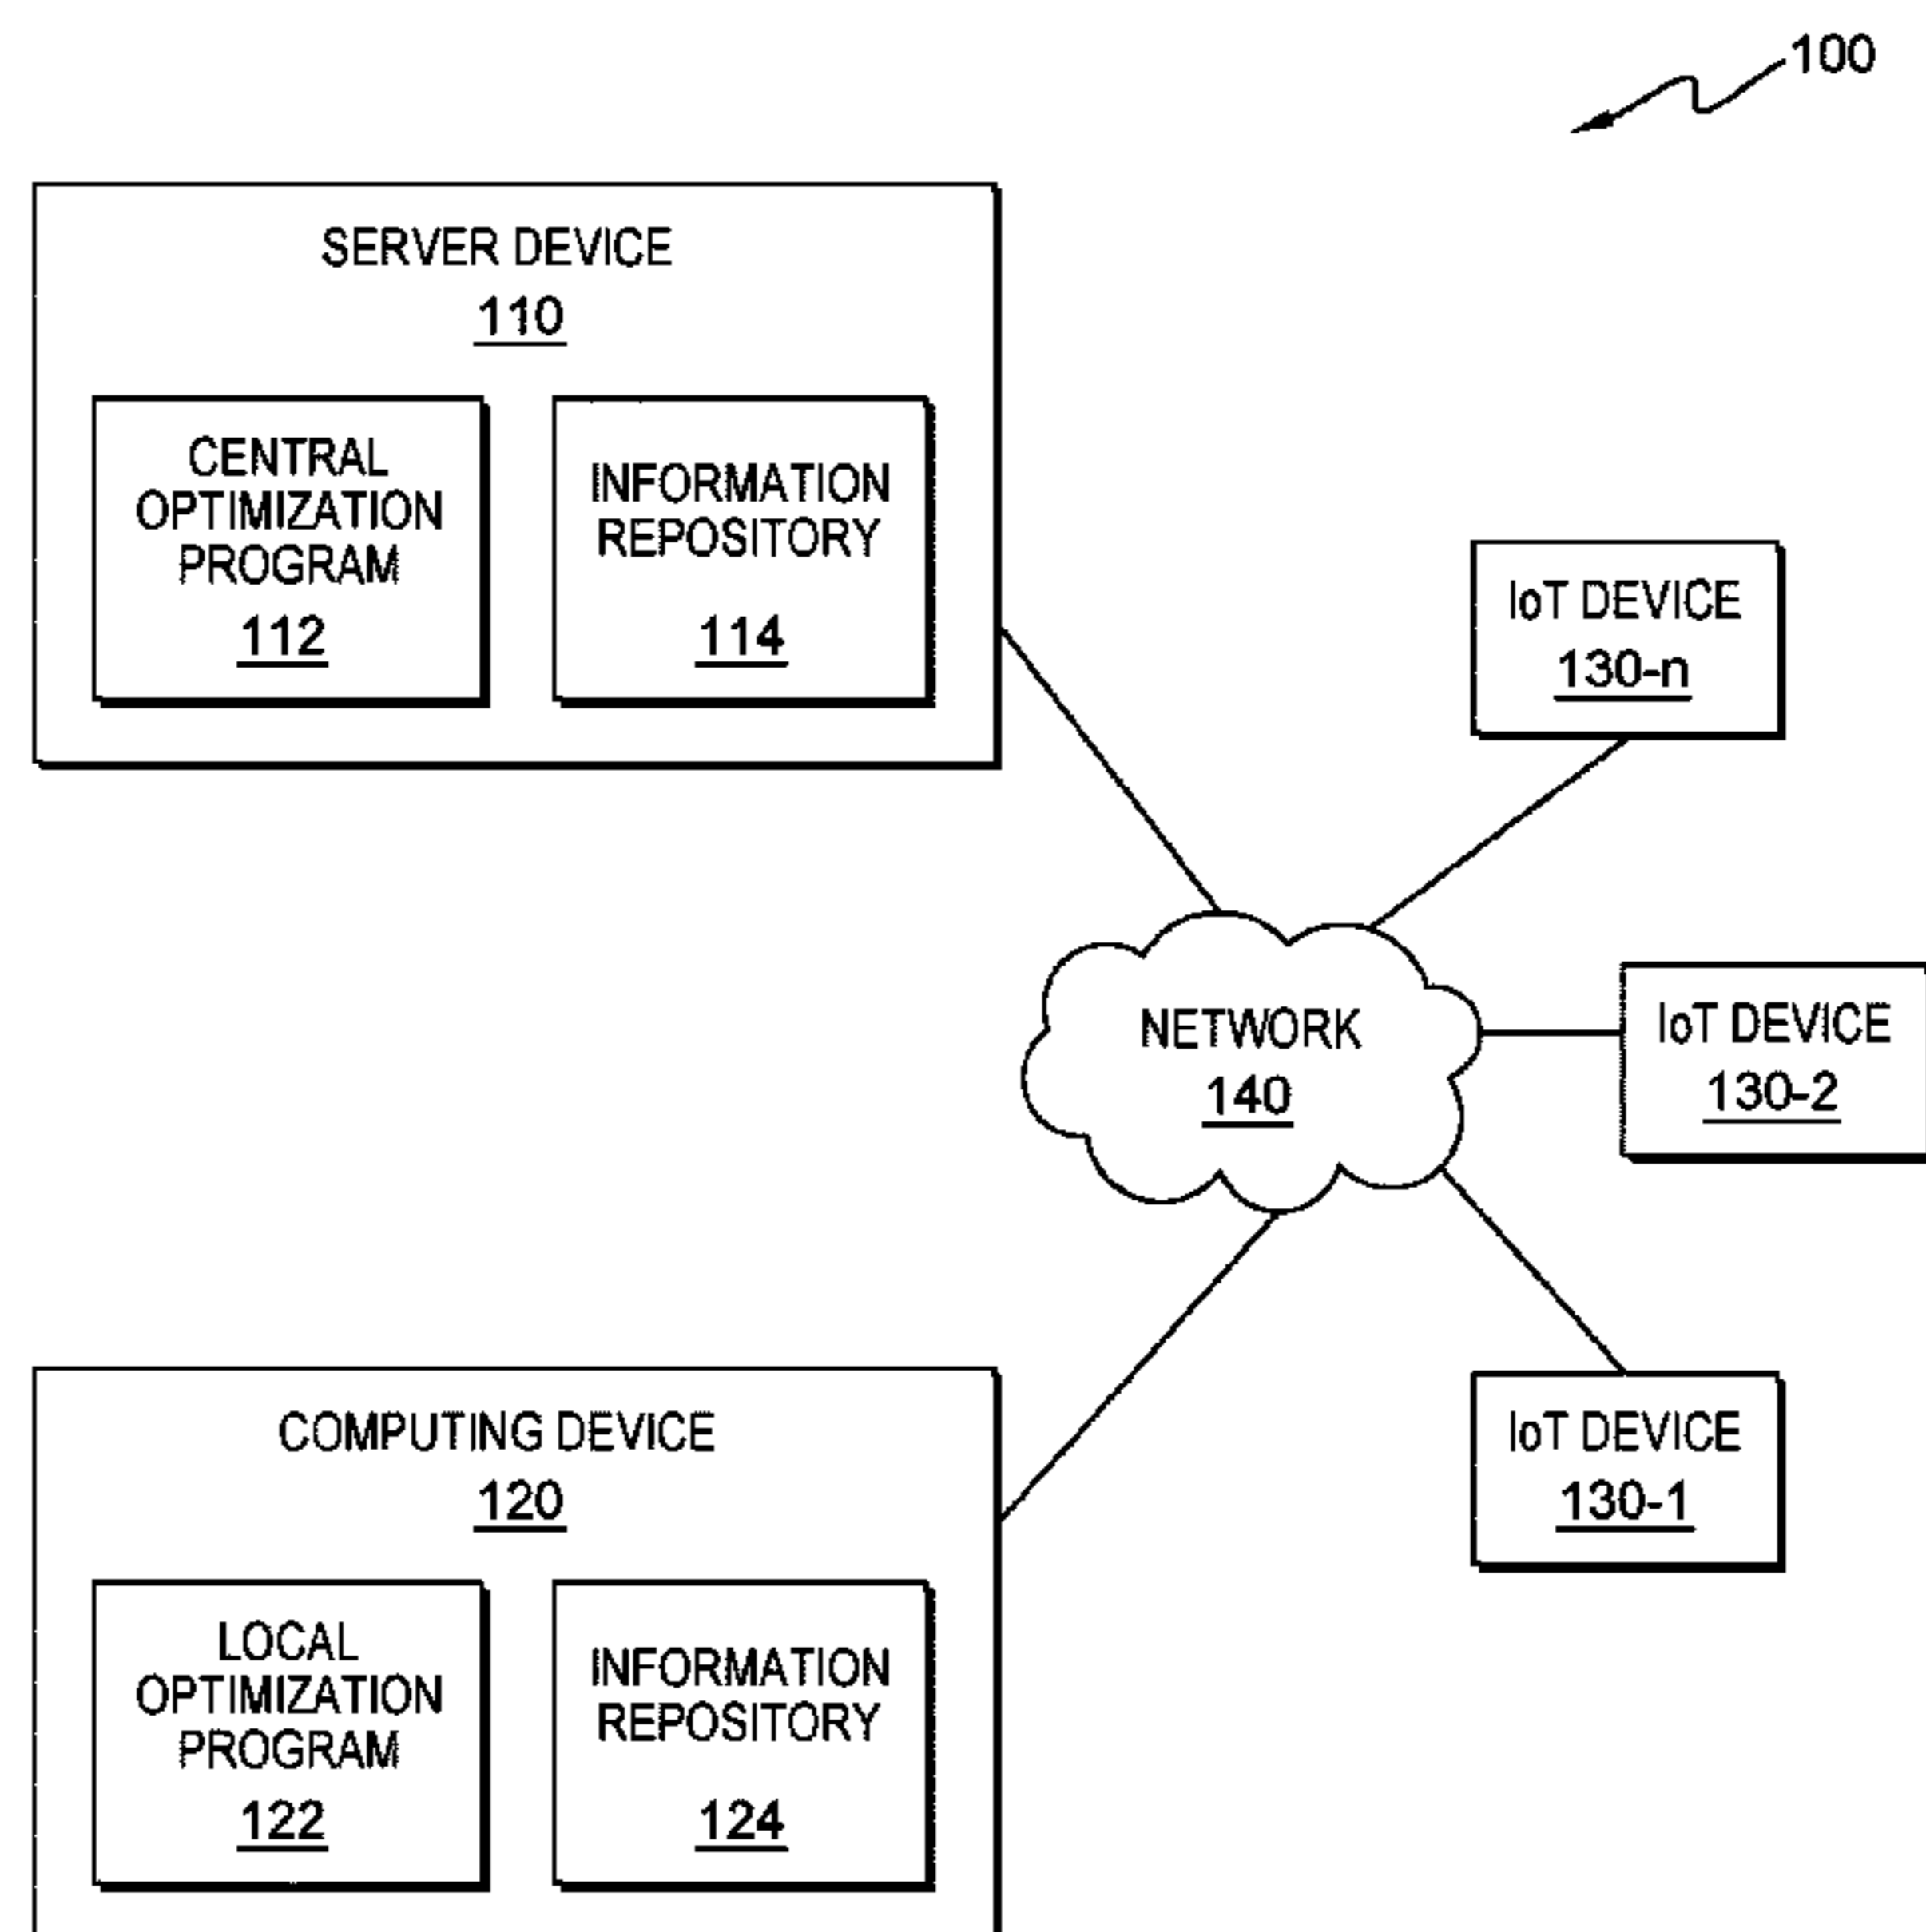 100
SERVER DEVICE
110
CENTRAL
OPTIMIZATION
PROGRAM
112
INFORMATION
REPOSITORY
114
IoT DEVICE
130-n
NETWORK
140
IoT DEVICE
130-2
IoT DEVICE
130-1
COMPUTING DEVICE
120
LOCAL
OPTIMIZATION
PROGRAM
122
INFORMATION
REPOSITORY
124